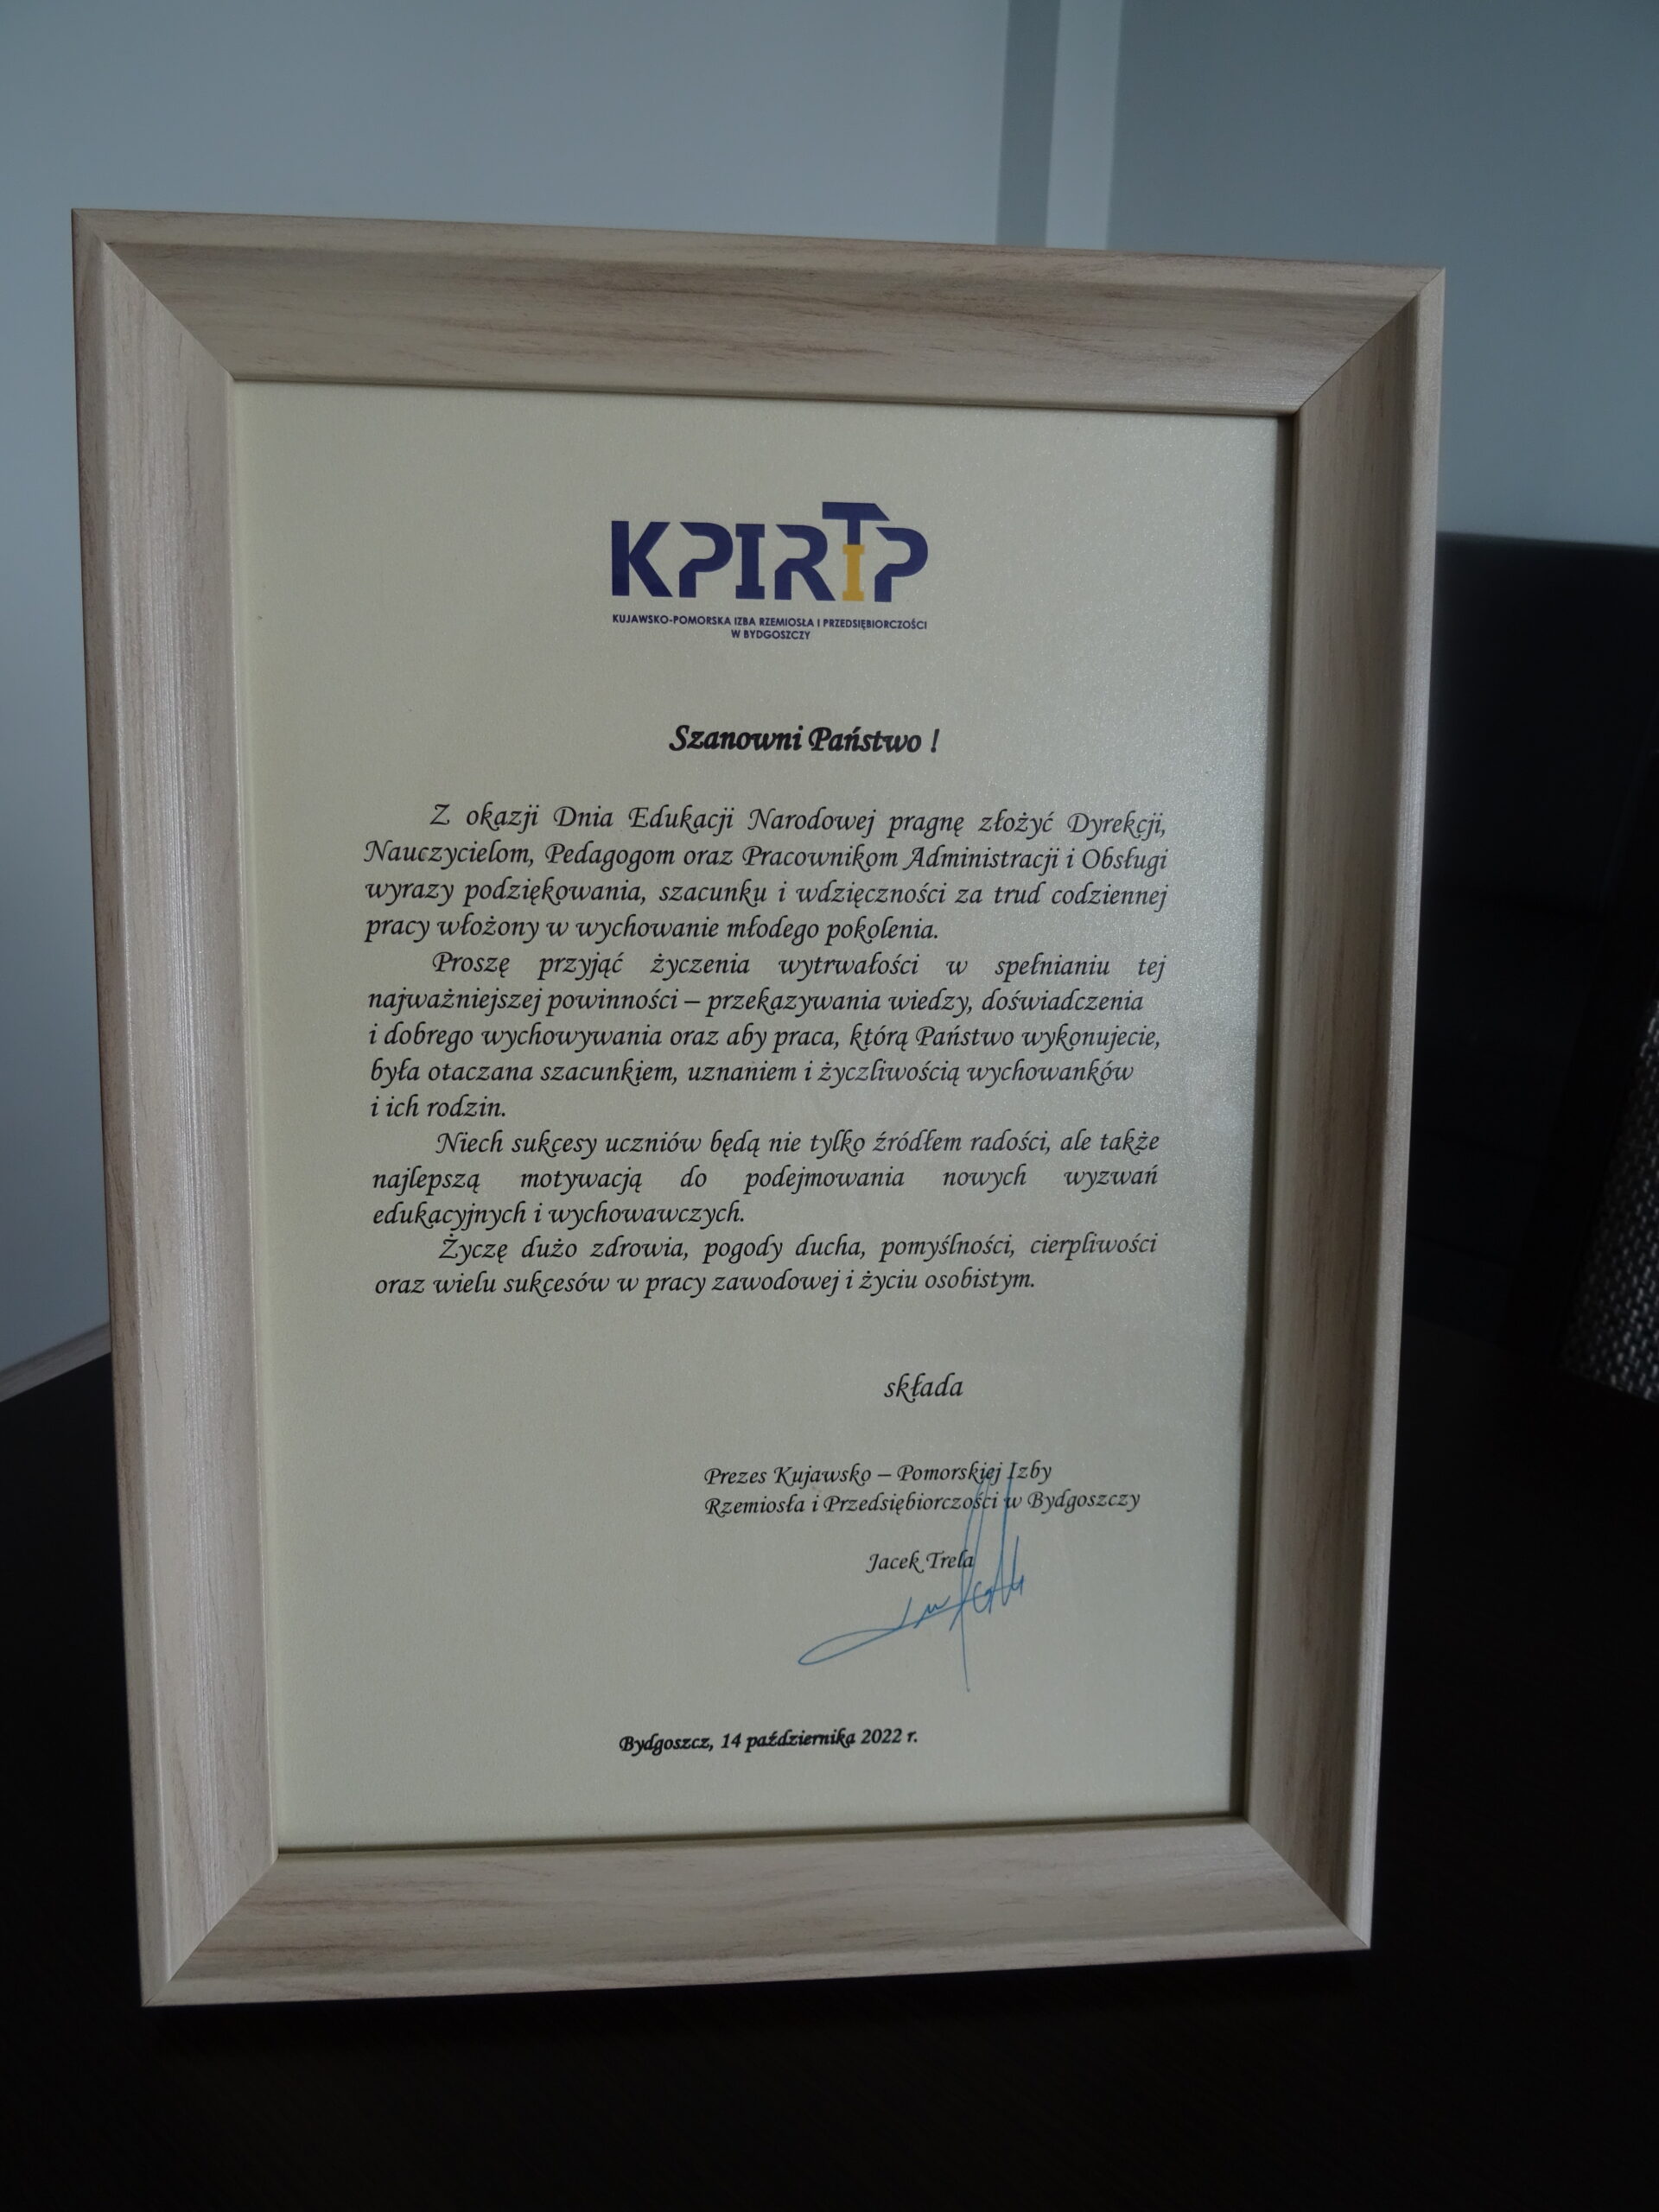 KPIRiP
KUJAWSKO-POMORSKA IZBA RZEMIOSŁA I PRZEDSIĘBIORCZOŚCI
W BYDGOSZCZY
Szanowni Państwo !
Z okazji Dnia Edukacji Narodowej pragnę złożyć Dyrekcji,
Nauczycielom, Pedagogom oraz Pracownikom Administracji i Obsługi
wyrazy podziękowania, szacunku i wdzięczności za trud codziennej
pracy włożony w wychowanie młodego pokolenia.
Proszę przyjąć życzenia wytrwałości w spełnianiu tej
najważniejszej powinności – przekazywania wiedzy, doświadczenia
i dobrego wychowywania oraz aby praca, którą Państwo wykonujecie,
była otaczana szacunkiem, uznaniem i życzliwością wychowanków
i ich rodzin.
Niech sukcesy uczniów będą nie tylko źródłem radości, ale także
najlepszą motywacją do podejmowania nowych wyzwań
edukacyjnych i wychowawczych.
Życzę dużo zdrowia, pogody ducha, pomyślności, cierpliwości
oraz wielu sukcesów w pracy zawodowej i życiu osobistym.
składa
Prezes Kujawsko – Pomorskiej Izby
Rzemiosła i Przedsiębiorczości w Bydgoszczy
Jacek Trela
Bydgoszcz, 14 października 2022 r.